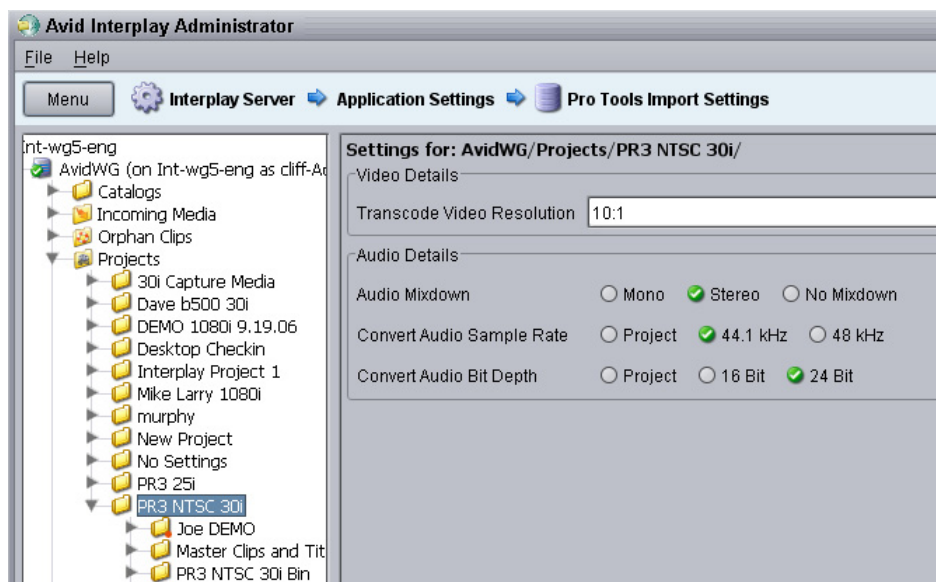 Avid Interplay Administrator
File Help
Menu Interplay Server Application Settings Pro Tools Import Settings
Int-wg5-eng
AvidWG (on Int-wg5-eng as cliff-Ad
Catalogs
Incoming Media
Orphan Clips
Projects
30i Capture Media
Dave b500 30i
DEMO 1080i 9.19.06
Desktop Checkin
Interplay Project 1
Mike Larry 1080i
murphy
New Project
No Settings
PR3 25i
PR3 NTSC 30i
Joe DEMO
Master Clips and Tit
PR3 NTSC 30i Bin
Settings for: AvidWG/Projects/PR3 NTSC 30i/
Video Details
Transcode Video Resolution 10:1
Audio Details
Audio Mixdown Mono Stereo No Mixdown
Convert Audio Sample Rate Project 44.1 kHz 48 kHz
Convert Audio Bit Depth Project 16 Bit 24 Bit